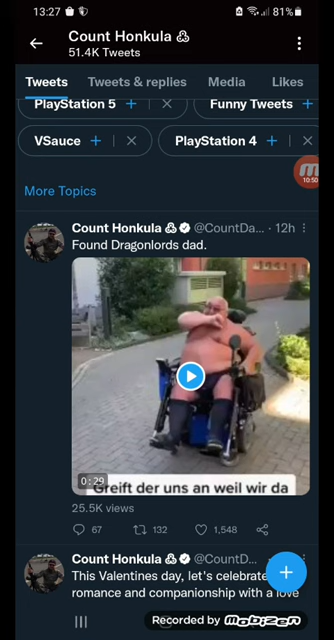 13:27
81%
Count Honkula
51.4K Tweets
Tweets
Tweets & replies
Media
Likes
PlayStation 5
Funny Tweets
VSauce
PlayStation 4
10:50
More Topics
Count Honkula @CountDa... · 12h
Found Dragonlords dad.
0:29
Greift der uns an weil wir da
25.5K views
67
132
1,548
Count Honkula @CountD...
This Valentines day, let's celebrate
romance and companionship with a love
Recorded by mobizen